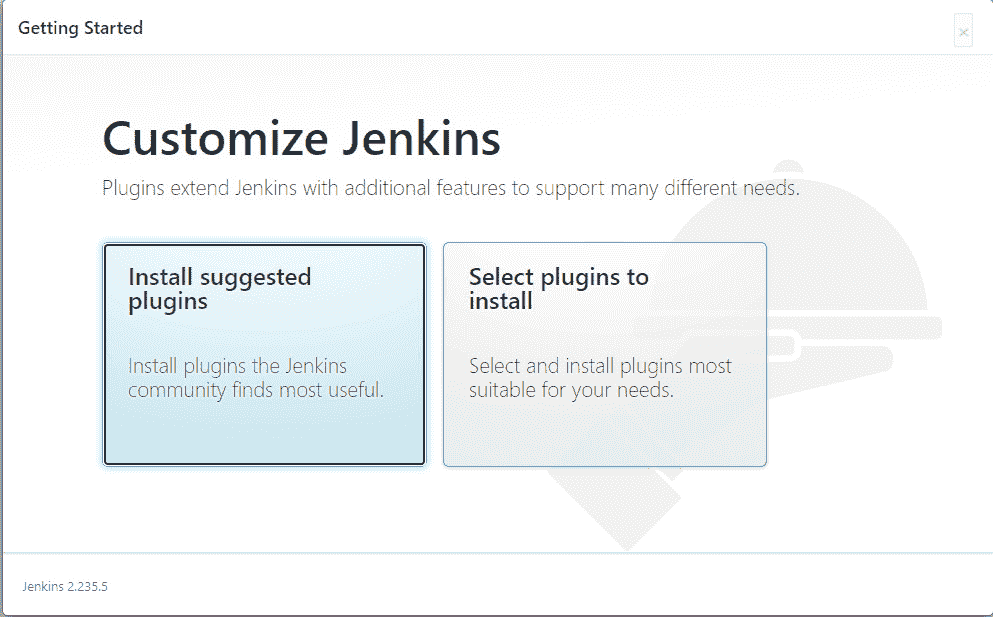 Getting Started
Customize Jenkins
Plugins extend Jenkins with additional features to support many different needs.
Install suggested
plugins
Install plugins the Jenkins
community finds most useful.
Select plugins to
install
Select and install plugins most
suitable for your needs.
Jenkins 2.235.5